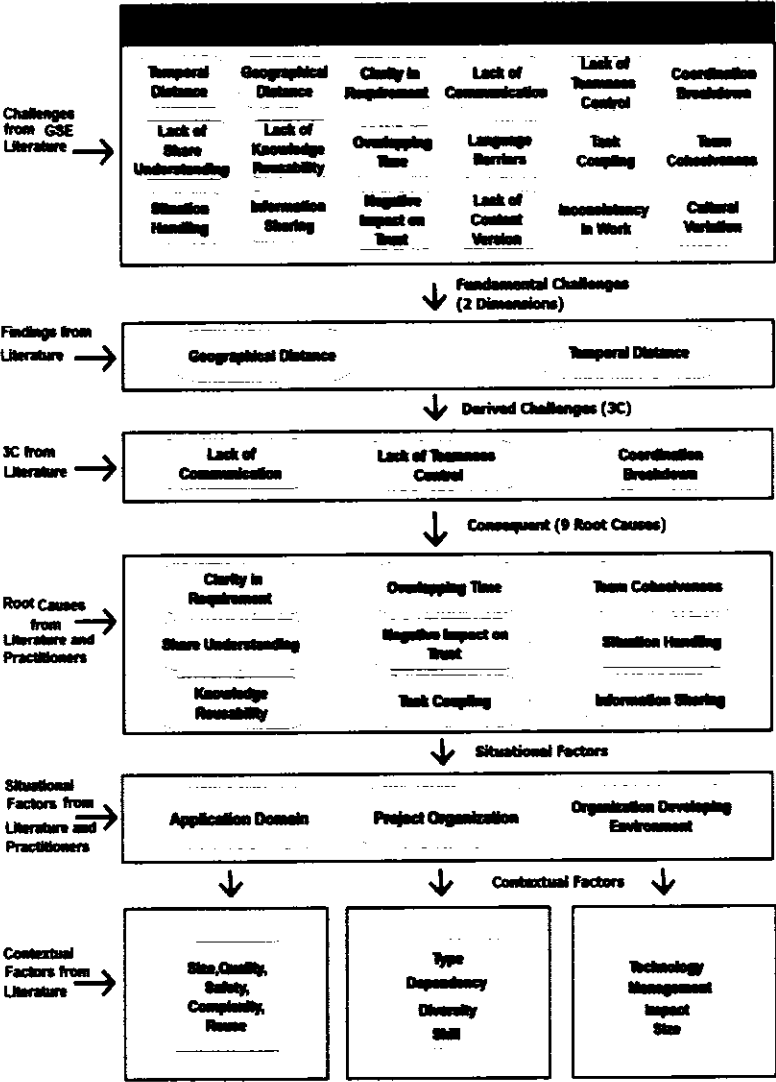 Temporal
Distance
Geographical
Distance
Clarity in
Requirement
Lack of
Communication
Lack of
Teamness
Control
Coordination
Breakdown
Challenges
from GSE
Literature
Lack of
Share
Understanding
Lack of
Knowledge
Reusability
Overlapping
Time
Language
Barriers
Task
Coupling
Team
Cohesiveness
Situation
Handling
Information
Sharing
Negative
Impact on
Trust
Lack of
Content
Version
Inconsistency
in Work
Cultural
Variation
Fundamental Challenges
(2 Dimensions)
Findings from
Literature
Geographical Distance
Temporal Distance
Derived Challenges (3C)
3C from
Literature
Lack of
Communication
Lack of Teamness
Control
Coordination
Breakdown
Consequent (9 Root Causes)
Root Causes
from
Literature and
Practitioners
Clarity in
Requirement
Overlapping Time
Team Cohesiveness
Share Understanding
Negative Impact on
Trust
Situation Handling
Knowledge
Reusability
Task Coupling
Information Sharing
Situational Factors
Situational
Factors from
Literature and
Practitioners
Application Domain
Project Organization
Organization Developing
Environment
Contextual Factors
Contextual
Factors from
Literature
Size,Quality,
Safety,
Complexity,
Reuse
Type
Dependency
Diversity
Skill
Technology
Management
Impact
Size